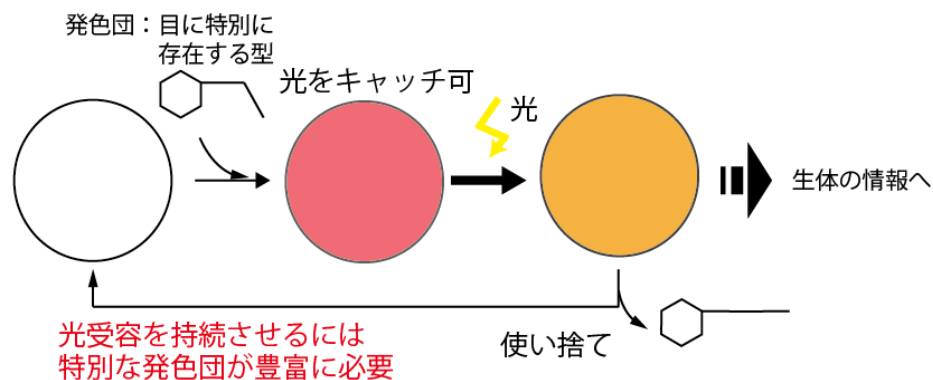 発色団：目に特別に
存在する型
光をキャッチ可
光
生体の情報へ
光受容を持続させるには
特別な発色団が豊富に必要
使い捨て